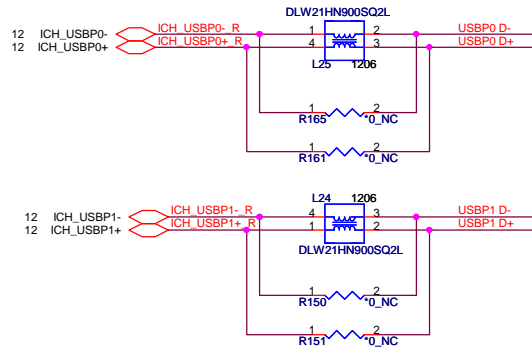 DLW21HN900SQ2L
12 ICH_USBP0- ICH_USBP0-_R 1 2 USBP0 D-
12 ICH_USBP0+ ICH_USBP0+_R 4 3 USBP0 D+
L25 1206
1 2
R165 *0_NC
1 2
R161 *0_NC
L24 1206
12 ICH_USBP1- ICH_USBP1-_R 4 3 USBP1 D-
12 ICH_USBP1+ ICH_USBP1+_R 1 2 USBP1 D+
DLW21HN900SQ2L
1 2
R150 *0_NC
1 2
R151 *0_NC